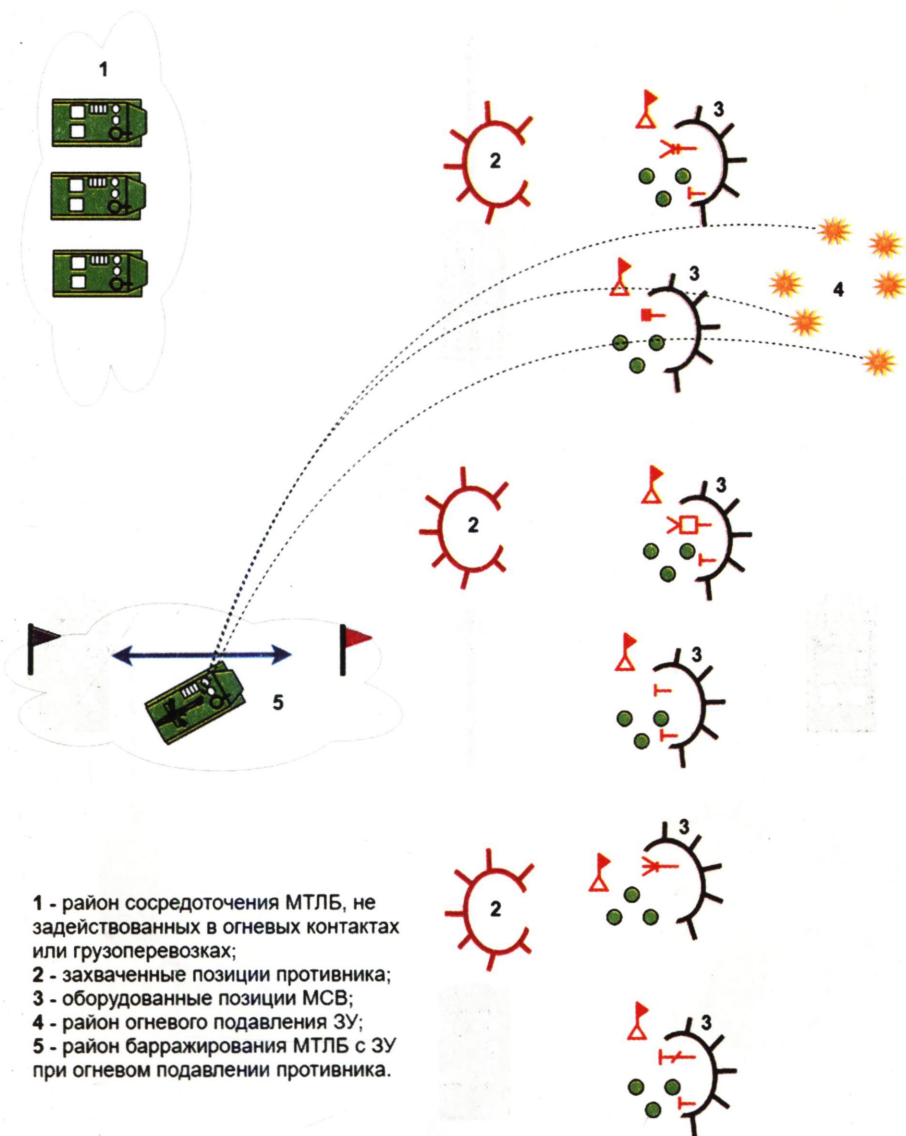 1
2
3
3
4
2
3
3
5
3
2
3
1 - район сосредоточения МТЛБ, не
задействованных в огневых контактах
или грузоперевозках;
2 - захваченные позиции противника;
3 - оборудованные позиции МСВ;
4 - район огневого подавления ЗУ;
5 - район барражирования МТЛБ с ЗУ
при огневом подавлении противника.